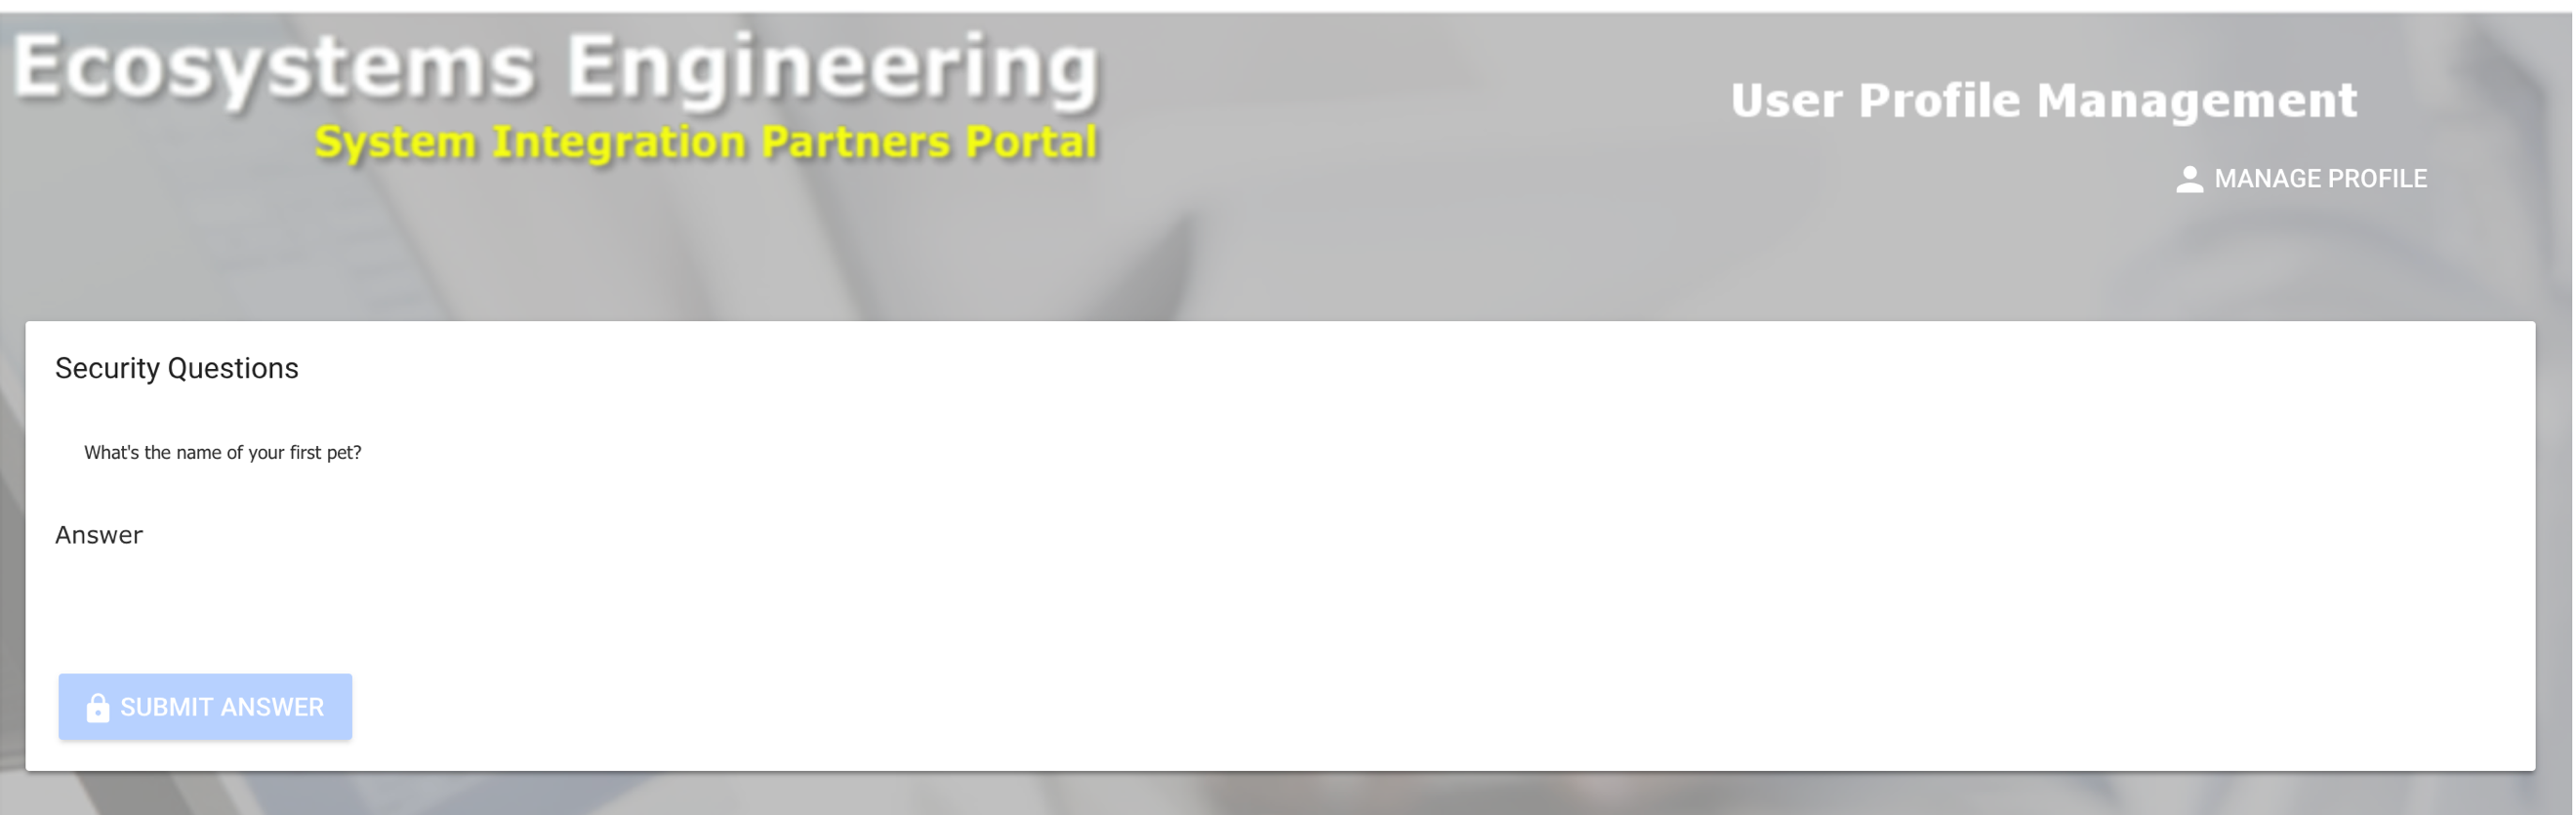 Ecosystems Engineering
System Integration Partners Portal
User Profile Management
MANAGE PROFILE
Security Questions
What's the name of your first pet?
Answer
SUBMIT ANSWER